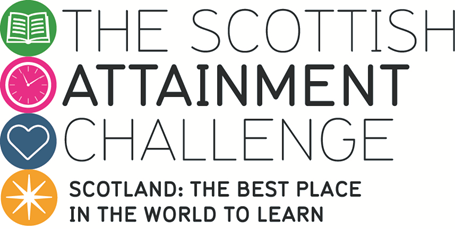 THE SCOTTISH
ATTAINMENT
CHALLENGE
SCOTLAND: THE BEST PLACE
IN THE WORLD TO LEARN